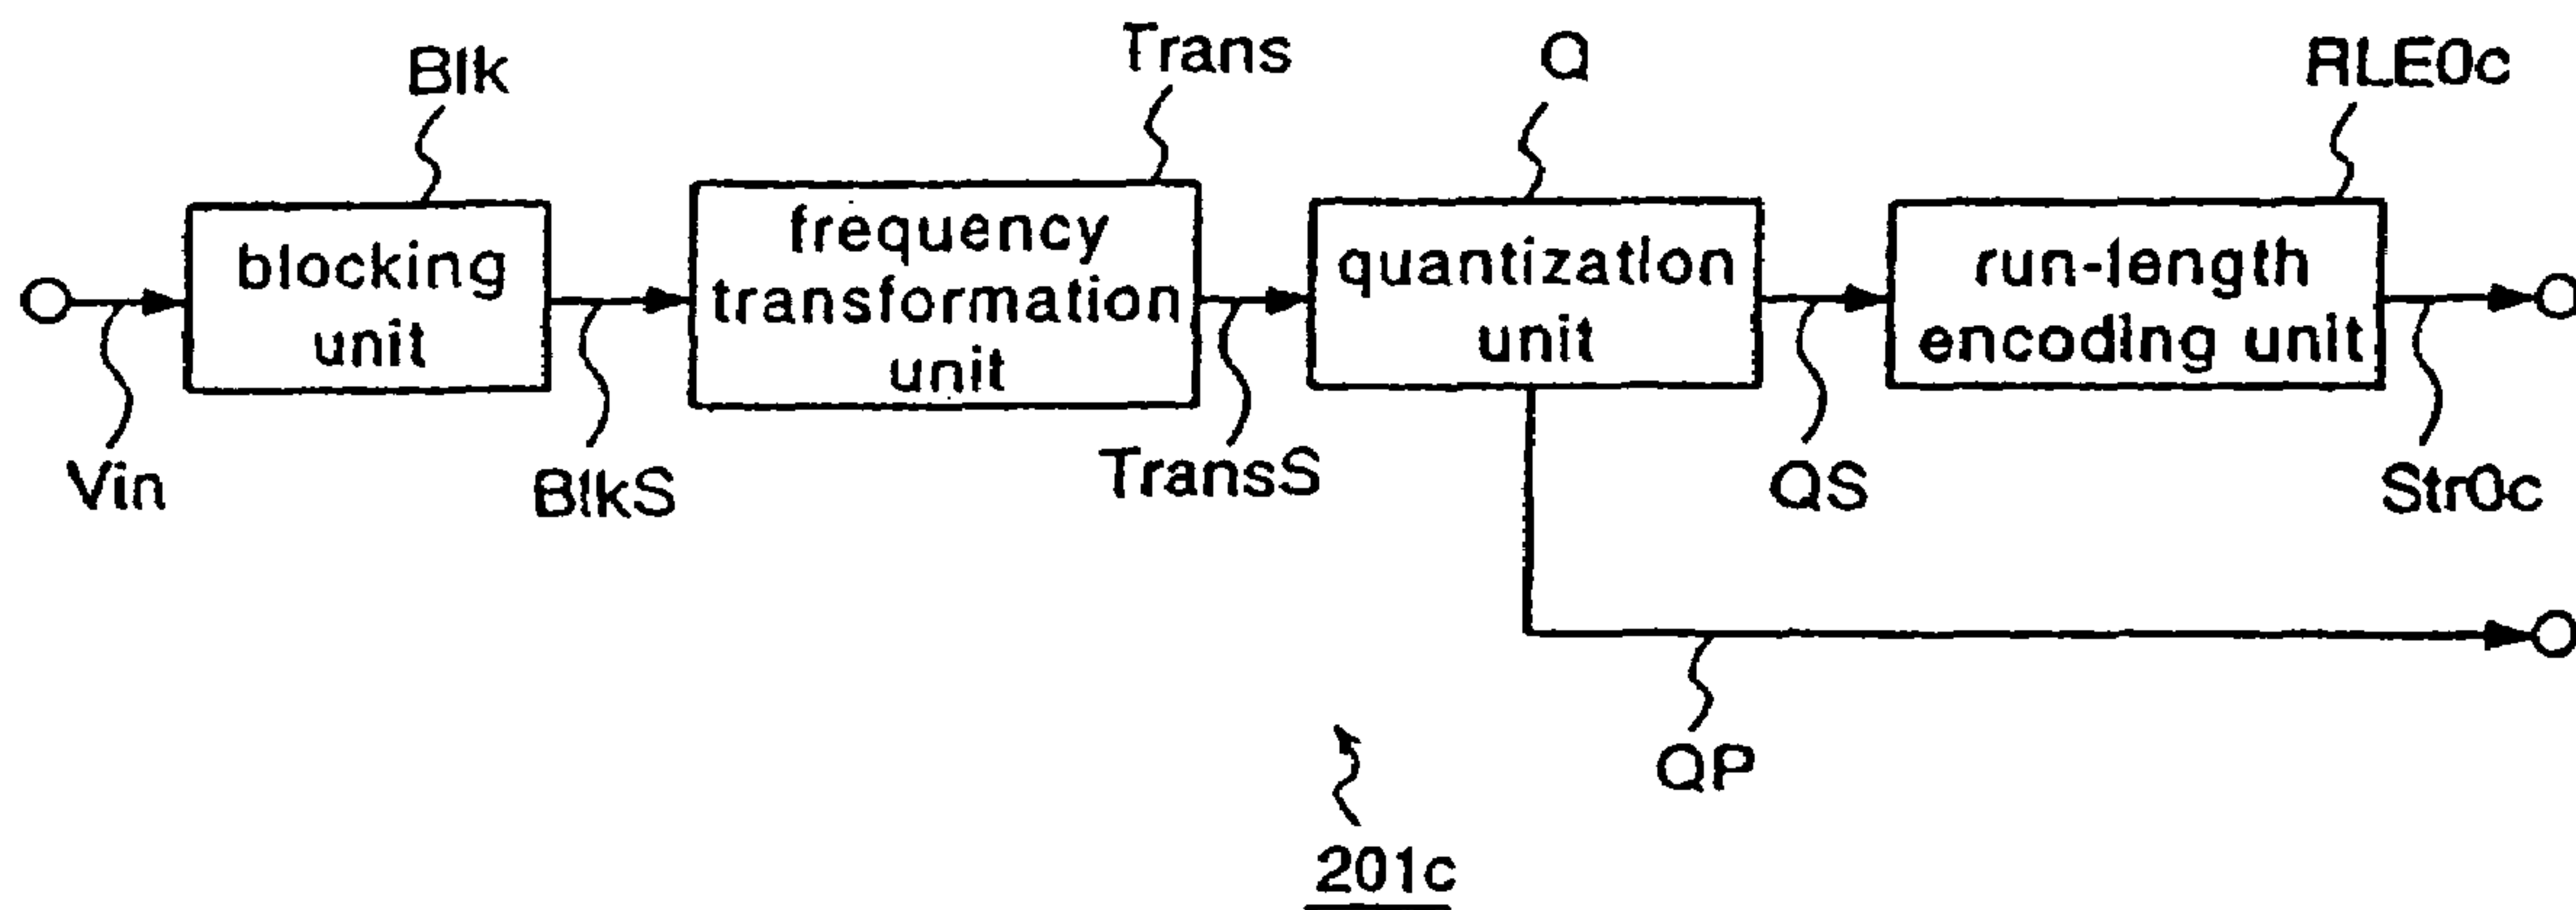 Blk
Trans
Q
RLE0c
blocking
unit
frequency
transformation
unit
quantization
unit
run-length
encoding unit
Vin
BlkS
TransS
QS
Str0c
QP
201c